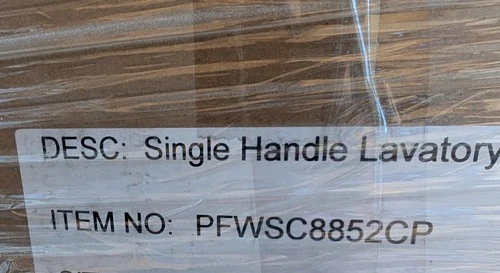 DESC: Single Handle Lavatory
ITEM NO: PFWSC8852CP